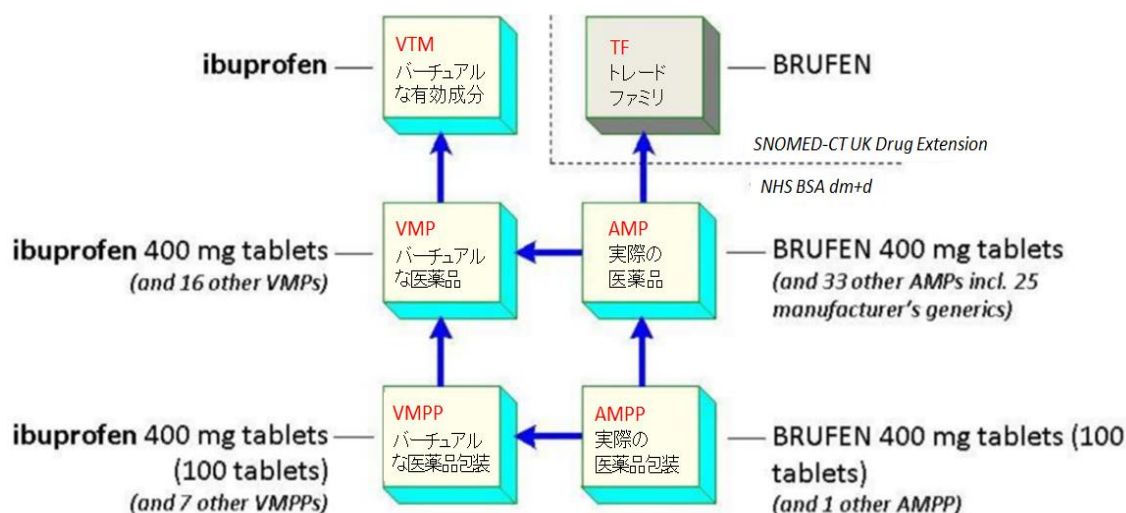 ibuprofen
VTM
バーチュアル
な有効成分
TF
トレード
ファミリ
BRUFEN
SNOMED-CT UK Drug Extension
NHS BSA dm+d
ibuprofen 400 mg tablets
(and 16 other VMPs)
VMP
バーチュアル
な医薬品
AMP
実際の
医薬品
BRUFEN 400 mg tablets
(and 33 other AMPs incl. 25
manufacturer's generics)
ibuprofen 400 mg tablets
(100 tablets)
(and 7 other VMPPs)
VMPP
バーチュアル
な医薬品包装
AMPP
実際の
医薬品包装
BRUFEN 400 mg tablets (100
tablets)
(and 1 other AMPP)